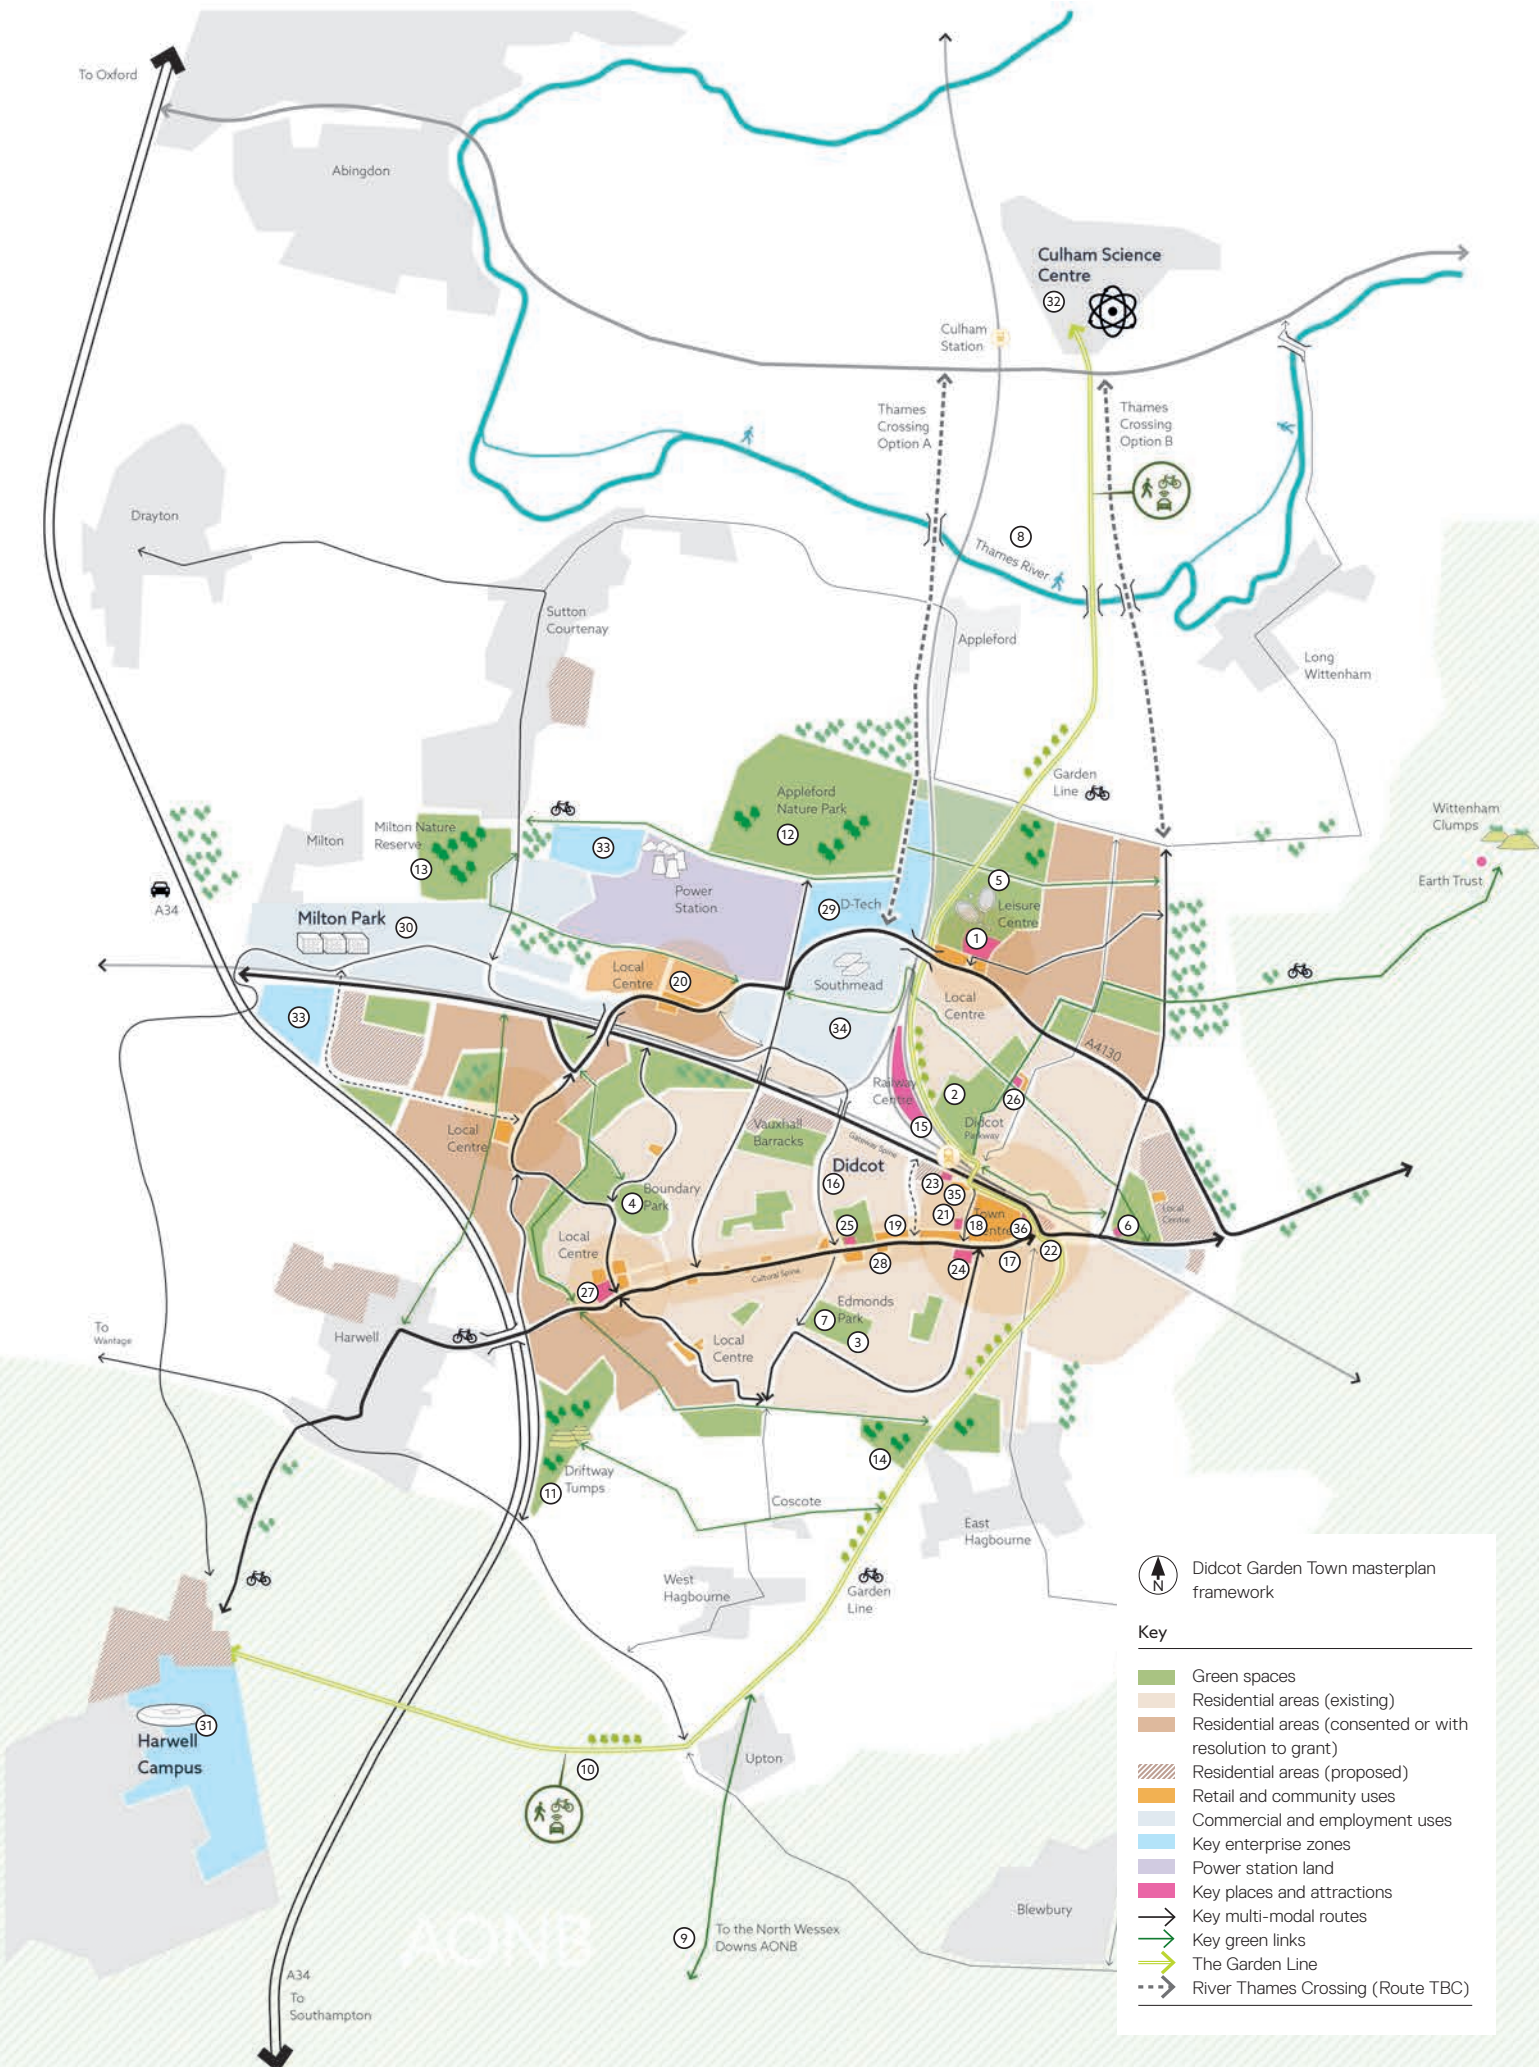 To Oxford
Abingdon
Culham Science
Centre
32
Culham
Station
Thames
Crossing
Option A
Thames
Crossing
Option B
Drayton
8
Thames River
Sutton
Courtenay
Appleford
Long
Wittenham
Garden
Line
Appleford
Nature Park
12
Wittenham
Clumps
Earth Trust
Milton
Milton Nature
Reserve
13
33
Power
Station
A34
Milton Park
30
29
D-Tech
5
Leisure
Centre
1
Local
Centre
20
Southmead
34
Local
Centre
33
A4130
Railway
Centre
2
26
Didcot
Parkway
15
Local
Centre
Vauxhall
Barracks
Gateway Spine
Didcot
16
23
35
21
Town
Centre
18
36
4
Boundary
Park
25
19
28
24
17
22
6
Local
Centre
Local
Centre
27
Cultural Spine
Edmonds
Park
7
3
Local
Centre
To
Wantage
Harwell
Driftway
Tumps
11
14
Coscote
East
Hagbourne
West
Hagbourne
Garden
Line
31
Harwell
Campus
10
Upton
Blewbury
AONB
9
To the North Wessex
Downs AONB
A34
To
Southampton
N
Didcot Garden Town masterplan
framework
Key
Green spaces
Residential areas (existing)
Residential areas (consented or with
resolution to grant)
Residential areas (proposed)
Retail and community uses
Commercial and employment uses
Key enterprise zones
Power station land
Key places and attractions
Key multi-modal routes
Key green links
The Garden Line
River Thames Crossing (Route TBC)